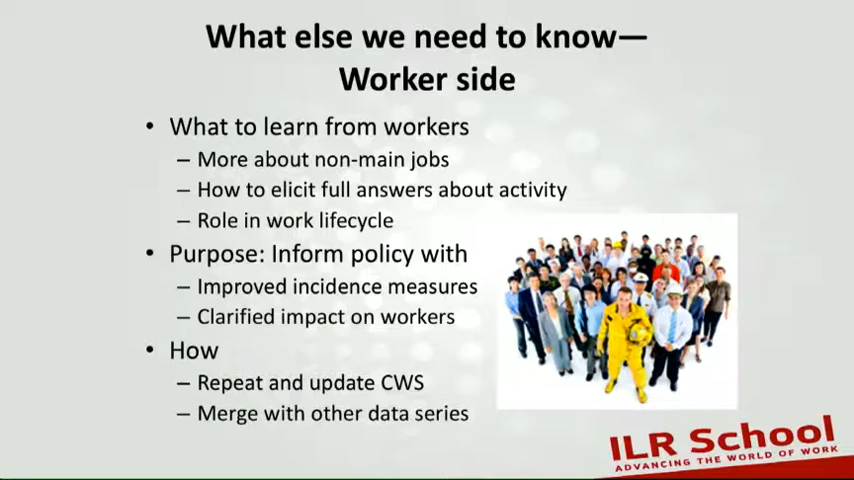 What else we need to know—
Worker side
• What to learn from workers
– More about non-main jobs
– How to elicit full answers about activity
– Role in work lifecycle
• Purpose: Inform policy with
– Improved incidence measures
– Clarified impact on workers
• How
– Repeat and update CWS
– Merge with other data series
ILR School
ADVANCING THE WORLD OF WORK